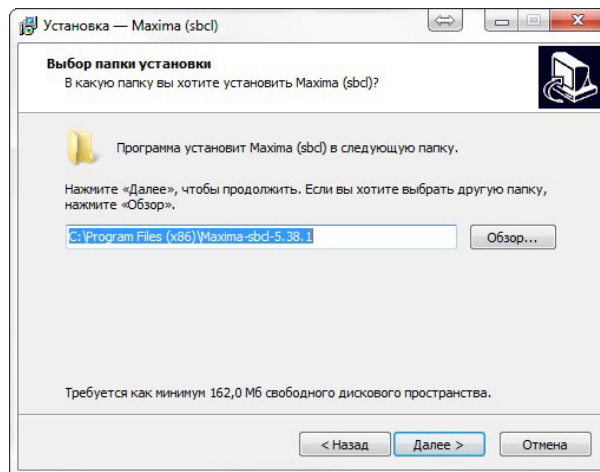 Установка — Maxima (sbcl)
Выбор папки установки
В какую папку вы хотите установить Maxima (sbcl)?
Программа установит Maxima (sbcl) в следующую папку.
Нажмите «Далее», чтобы продолжить. Если вы хотите выбрать другую папку,
нажмите «Обзор».
C:\Program Files (x86)\Maxima-sbcl-5.38.1
Обзор...
Требуется как минимум 162,0 Мб свободного дискового пространства.
< Назад
Далее >
Отмена